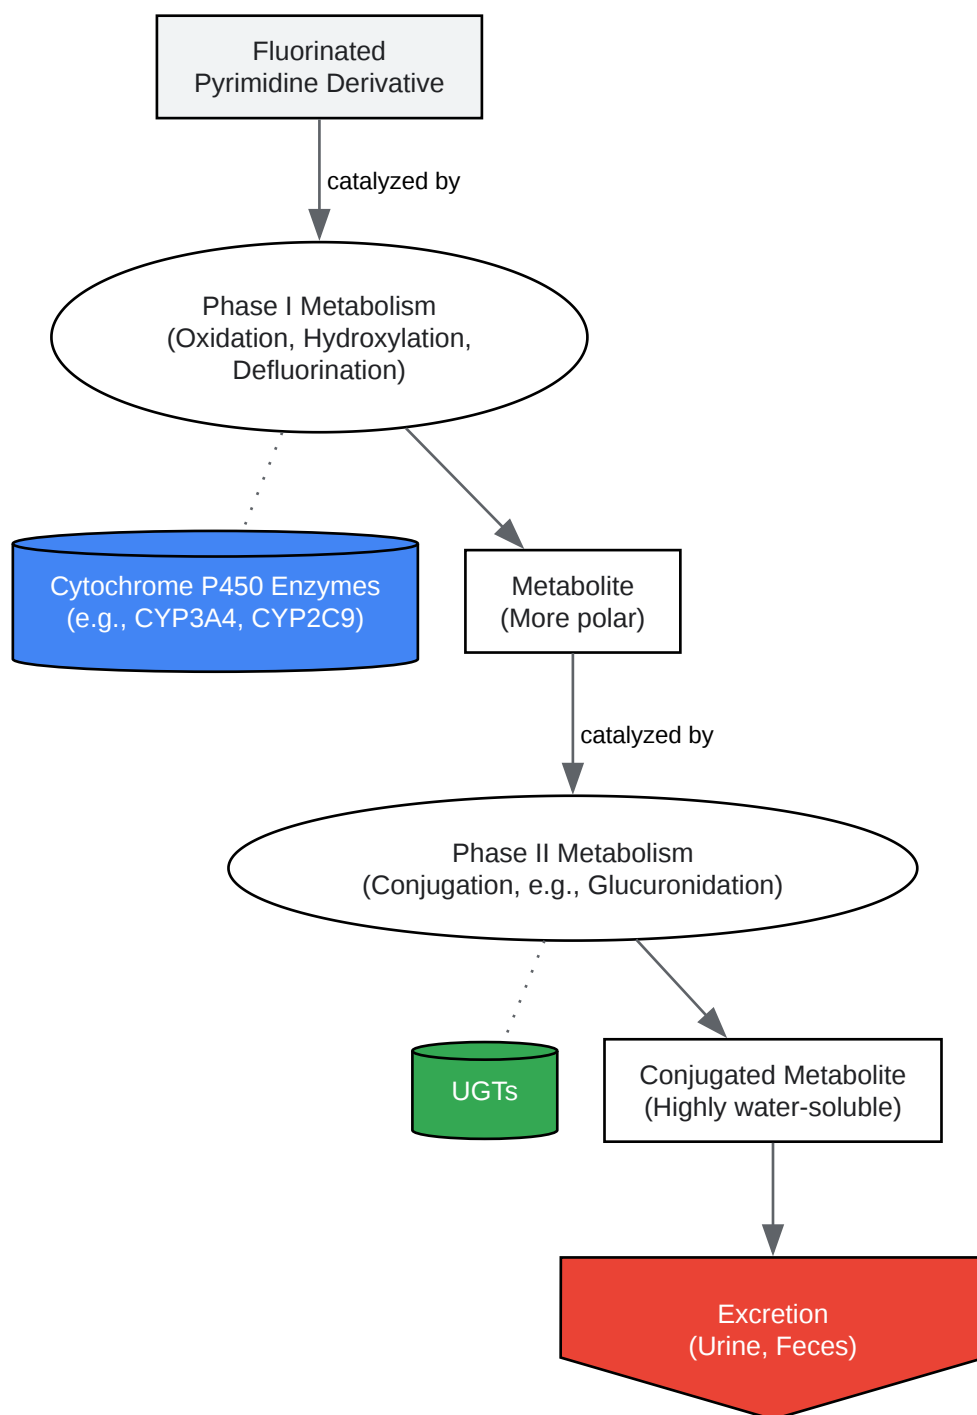 Fluorinated
Pyrimidine Derivative
catalyzed by
Phase I Metabolism
(Oxidation, Hydroxylation,
Defluorination)
Cytochrome P450 Enzymes
(e.g., CYP3A4, CYP2C9)
Metabolite
(More polar)
catalyzed by
Phase II Metabolism
(Conjugation, e.g., Glucuronidation)
UGTs
Conjugated Metabolite
(Highly water-soluble)
Excretion
(Urine, Feces)